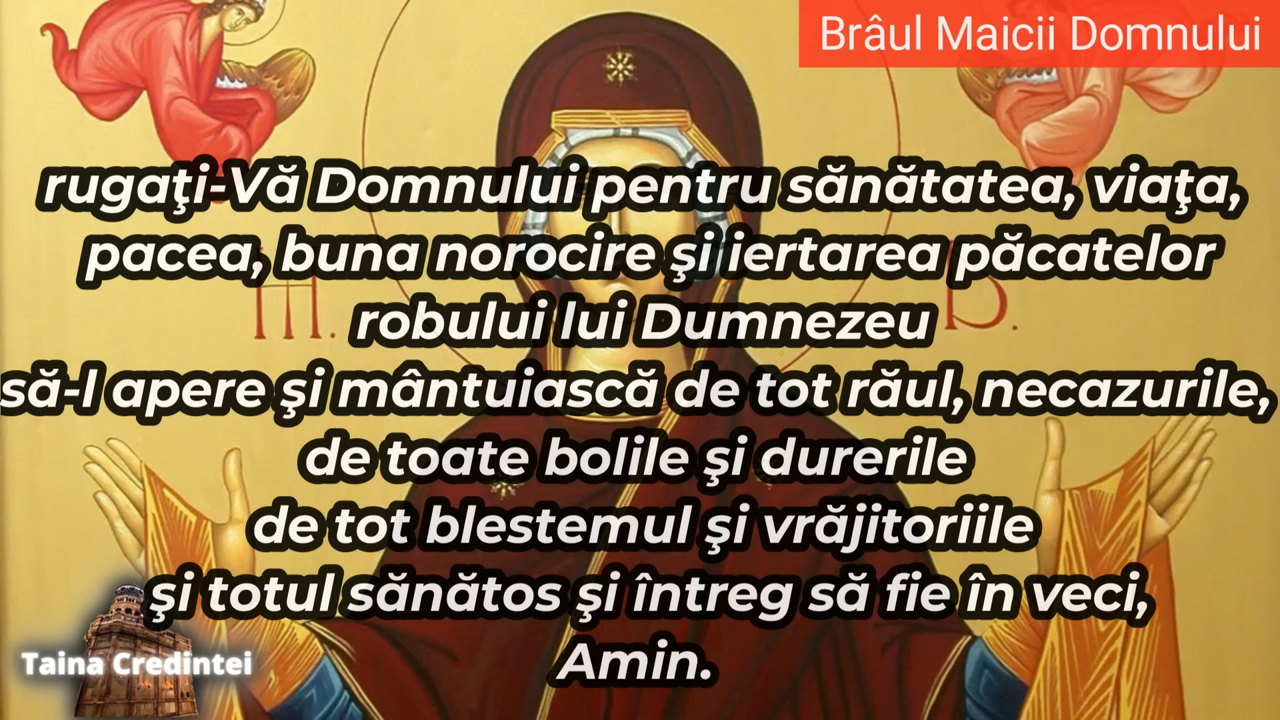 Brâul Maicii Domnului
rugaţi-Vă Domnului pentru sănătatea, viaţa,
pacea, buna norocire şi iertarea păcatelor
robului lui Dumnezeu
să-l apere şi mântuiască de tot răul, necazurile,
de toate bolile şi durerile
de tot blestemul şi vrăjitoriile
şi totul sănătos şi întreg să fie în veci,
Amin.
Taina Credintei